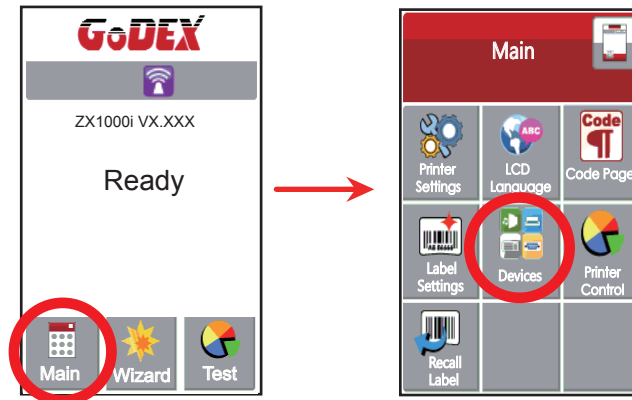 GoDEX
ZX1000i VX.XXX
Ready
Main
Wizard
Test
Main
Printer
Settings
ABC
LCD
Language
Code
Code Page
Label
Settings
Devices
Printer
Control
Recall
Label